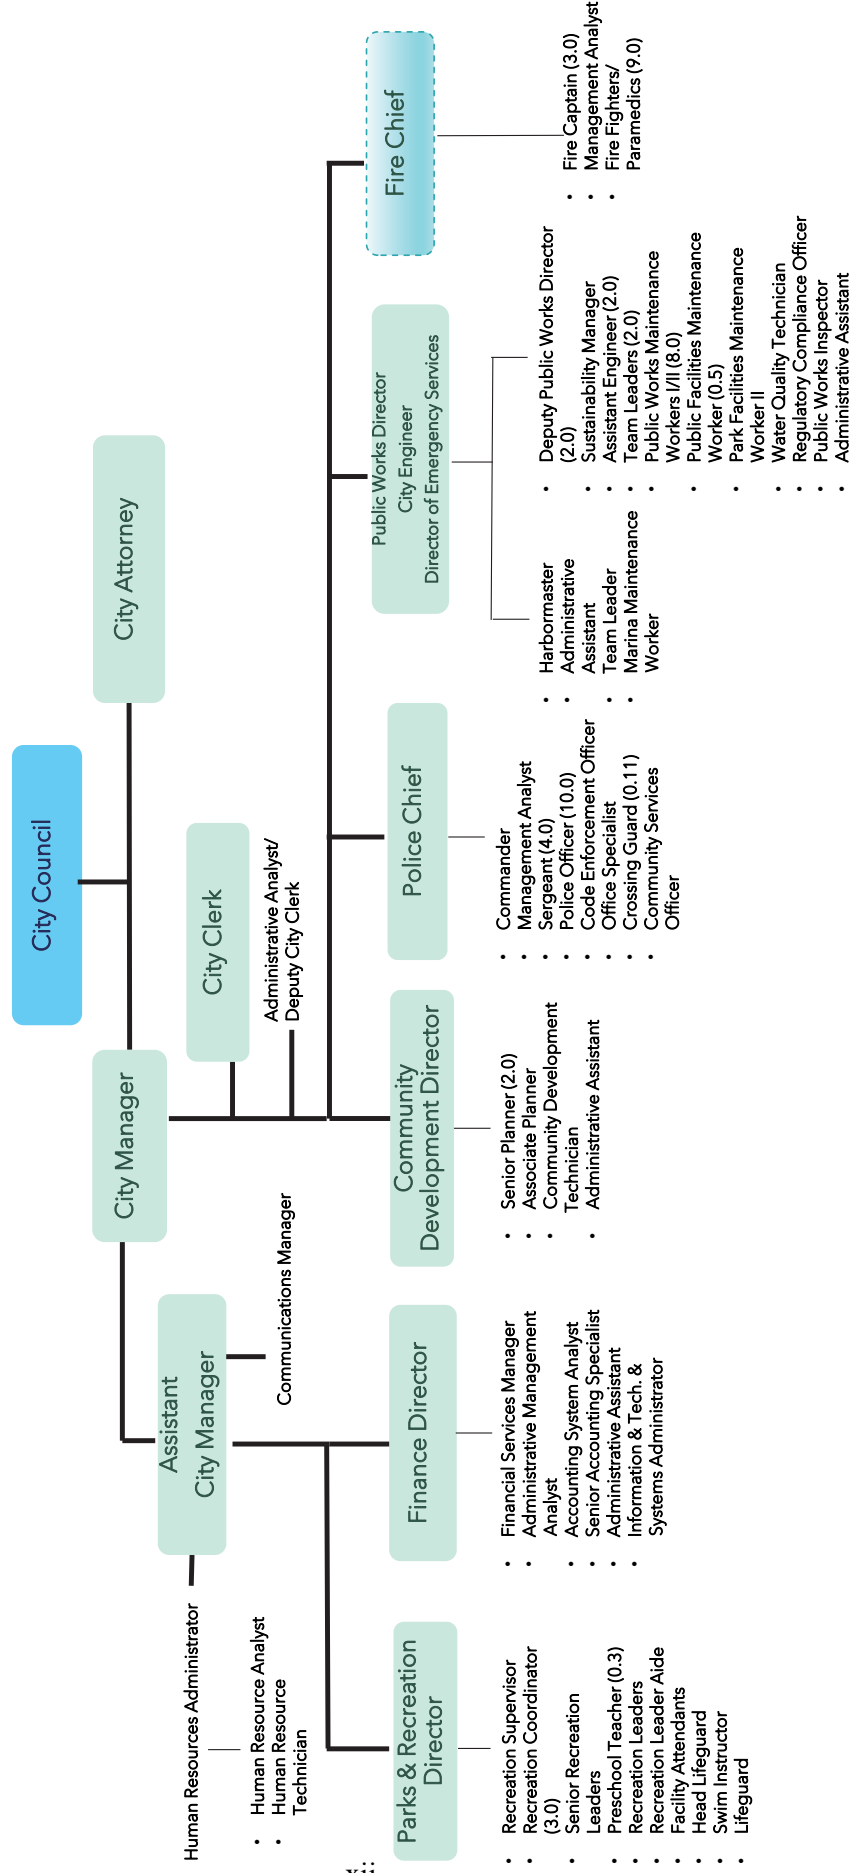 City Council
City Manager
City Attorney
City Clerk
Administrative Analyst/
Deputy City Clerk
Assistant
City Manager
Communications Manager
Human Resources Administrator
• Human Resource Analyst
• Human Resource
Technician
Parks & Recreation
Director
• Recreation Supervisor
• Recreation Coordinator
(3.0)
• Senior Recreation
Leaders
• Preschool Teacher (0.3)
• Recreation Leaders
• Recreation Leader Aide
• Facility Attendants
• Head Lifeguard
• Swim Instructor
• Lifeguard
Finance Director
• Financial Services Manager
• Administrative Management
Analyst
• Accounting System Analyst
• Senior Accounting Specialist
• Administrative Assistant
• Information & Tech. &
Systems Administrator
Community
Development Director
• Senior Planner (2.0)
• Associate Planner
• Community Development
Technician
• Administrative Assistant
Police Chief
• Commander
• Management Analyst
• Sergeant (4.0)
• Police Officer (10.0)
• Code Enforcement Officer
• Office Specialist
• Crossing Guard (0.11)
• Community Services
Officer
Public Works Director
City Engineer
Director of Emergency Services
• Harbormaster
• Administrative
Assistant
• Team Leader
• Marina Maintenance
Worker
• Deputy Public Works Director
(2.0)
• Sustainability Manager
• Assistant Engineer (2.0)
• Team Leaders (2.0)
• Public Works Maintenance
Workers I/II (8.0)
• Public Facilities Maintenance
Worker (0.5)
• Park Facilities Maintenance
Worker II
• Water Quality Technician
• Regulatory Compliance Officer
• Public Works Inspector
• Administrative Assistant
Fire Chief
• Fire Captain (3.0)
• Management Analyst
• Fire Fighters/
Paramedics (9.0)
xii